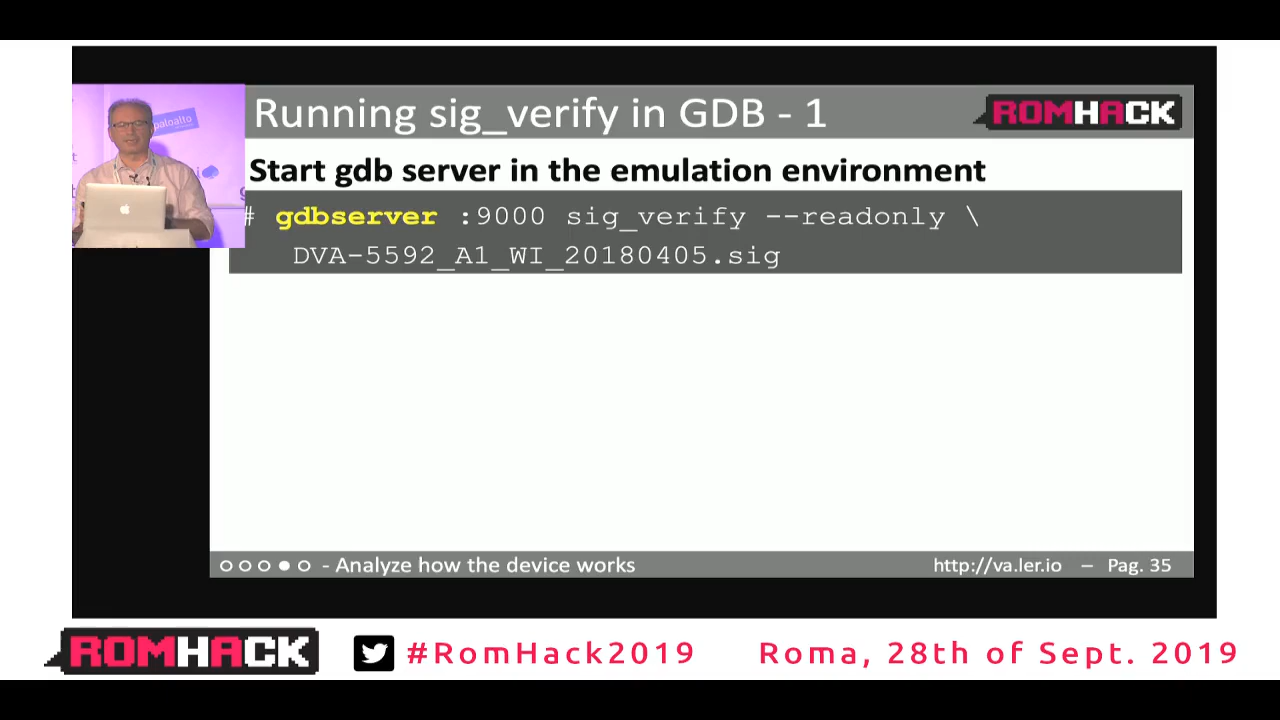 Running sig_verify in GDB - 1
ROMHACK
paloalto
Start gdb server in the emulation environment
# gdbserver :9000 sig_verify --readonly \
DVA-5592_A1_WI_20180405.sig
- Analyze how the device works
http://va.ler.io – Pag. 35
ROMHACK
#RomHack2019
Roma, 28th of Sept. 2019